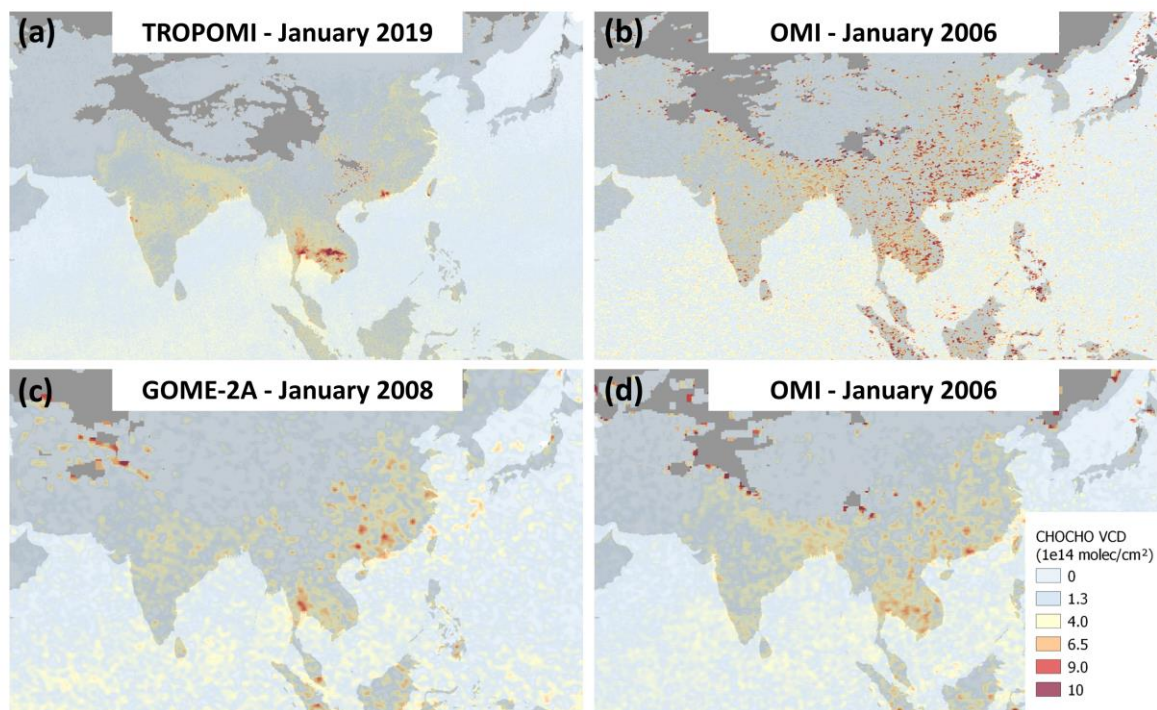 (a) TROPOMI - January 2019
(b) OMI - January 2006
(c) GOME-2A - January 2008
(d) OMI - January 2006
CHOCHO VCD
(1e14 molec/cm²)
0
1.3
4.0
6.5
9.0
10